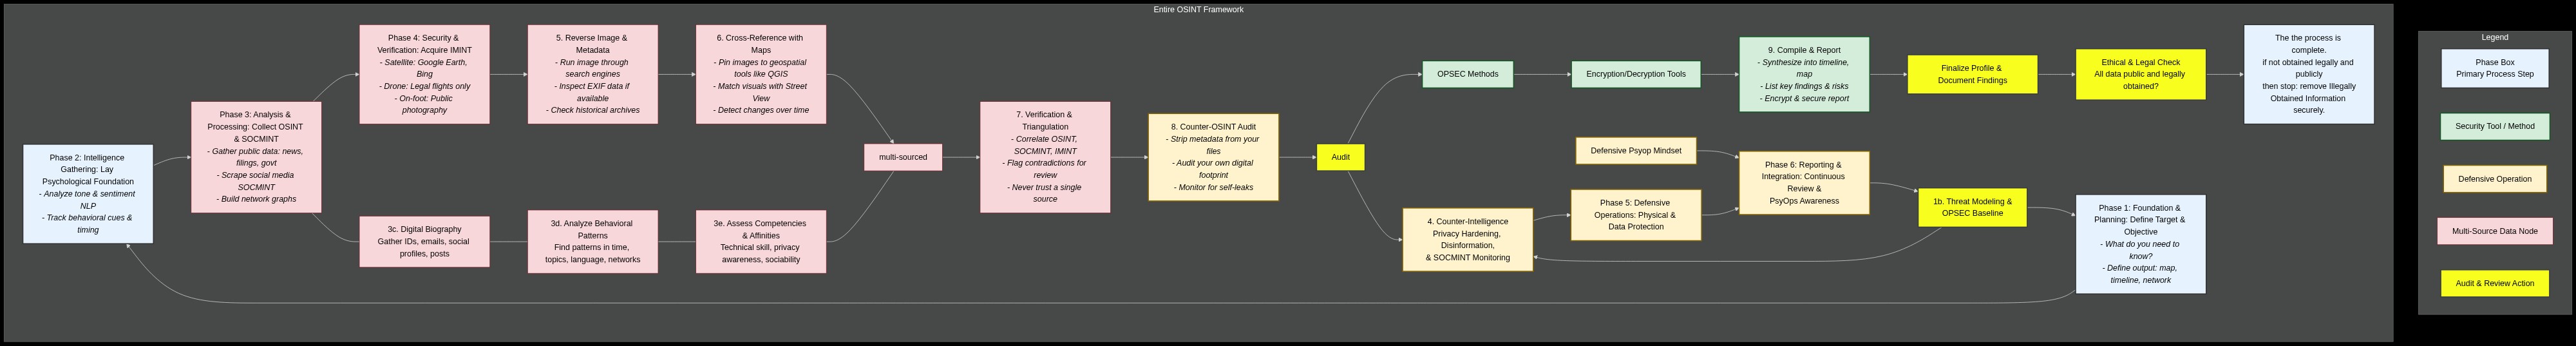 Entire OSINT Framework
Phase 2: Intelligence
Gathering: Lay
Psychological Foundation
- Analyze tone & sentiment
NLP
- Track behavioral cues &
timing
Phase 3: Analysis &
Processing: Collect OSINT
& SOCMINT
- Gather public data: news,
filings, govt
- Scrape social media
SOCMINT
- Build network graphs
Phase 4: Security &
Verification: Acquire IMINT
- Satellite: Google Earth,
Bing
- Drone: Legal flights only
- On-foot: Public
photography
5. Reverse Image &
Metadata
- Run image through
search engines
- Inspect EXIF data if
available
- Check historical archives
6. Cross-Reference with
Maps
- Pin images to geospatial
tools like QGIS
- Match visuals with Street
View
- Detect changes over time
3c. Digital Biography
Gather IDs, emails, social
profiles, posts
3d. Analyze Behavioral
Patterns
Find patterns in time,
topics, language, networks
3e. Assess Competencies
& Affinities
Technical skill, privacy
awareness, sociability
multi-sourced
7. Verification &
Triangulation
- Correlate OSINT,
SOCMINT, IMINT
- Flag contradictions for
review
- Never trust a single
source
8. Counter-OSINT Audit
- Strip metadata from your
files
- Audit your own digital
footprint
- Monitor for self-leaks
Audit
OPSEC Methods
Encryption/Decryption Tools
9. Compile & Report
- Synthesize into timeline,
map
- List key findings & risks
- Encrypt & secure report
Finalize Profile &
Document Findings
Ethical & Legal Check
All data public and legally
obtained?
The the process is
complete.
if not obtained legally and
publicly
then stop: remove Illegally
Obtained Information
securely.
4. Counter-Intelligence
Privacy Hardening,
Disinformation,
& SOCMINT Monitoring
Defensive Psyop Mindset
Phase 5: Defensive
Operations: Physical &
Data Protection
Phase 6: Reporting &
Integration: Continuous
Review &
PsyOps Awareness
1b. Threat Modeling &
OPSEC Baseline
Phase 1: Foundation &
Planning: Define Target &
Objective
- What do you need to
know?
- Define output: map,
timeline, network
Legend
Phase Box
Primary Process Step
Security Tool / Method
Defensive Operation
Multi-Source Data Node
Audit & Review Action